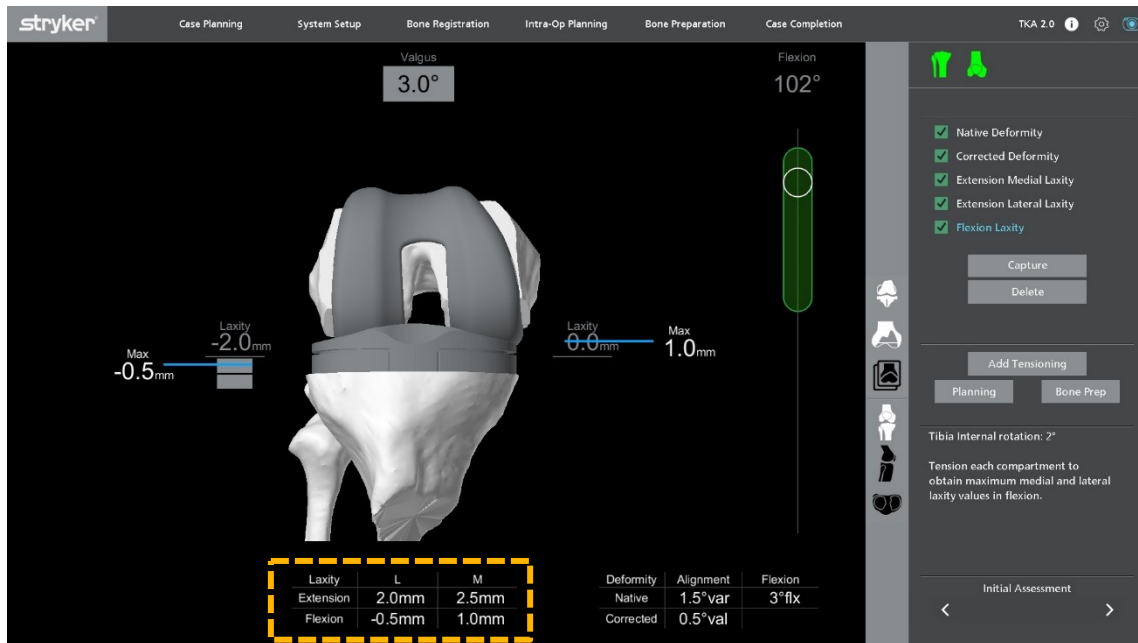 stryker
Case Planning System Setup Bone Registration Intra-Op Planning Bone Preparation Case Completion TKA 2.0 i
Valgus
3.0°
Flexion
102°
Laxity
-2.0mm
Max
-0.5mm
Laxity
0.0mm
Max
1.0mm
Native Deformity
Corrected Deformity
Extension Medial Laxity
Extension Lateral Laxity
Flexion Laxity
Capture
Delete
Add Tensioning
Planning Bone Prep
Tibia Internal rotation: 2°
Tension each compartment to
obtain maximum medial and lateral
laxity values in flexion.
Laxity L M
Extension 2.0mm 2.5mm
Flexion -0.5mm 1.0mm
Deformity Alignment Flexion
Native 1.5°var 3°flx
Corrected 0.5°val
Initial Assessment
< >